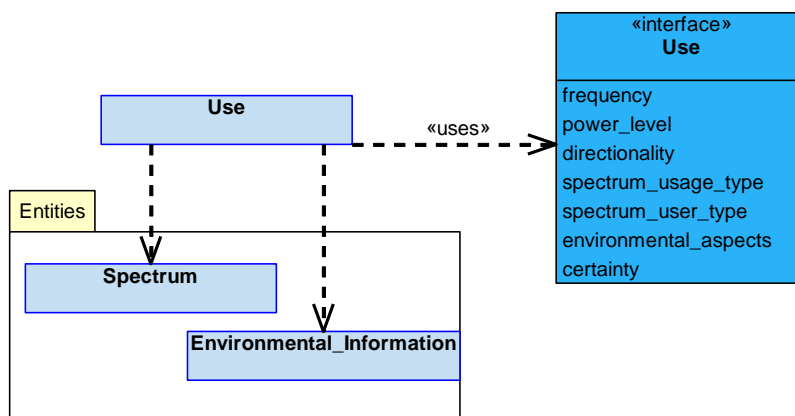 «interface»
Use
frequency
power_level
directionality
spectrum_usage_type
spectrum_user_type
environmental_aspects
certainty
Use
«uses»
Entities
Spectrum
Environmental_Information